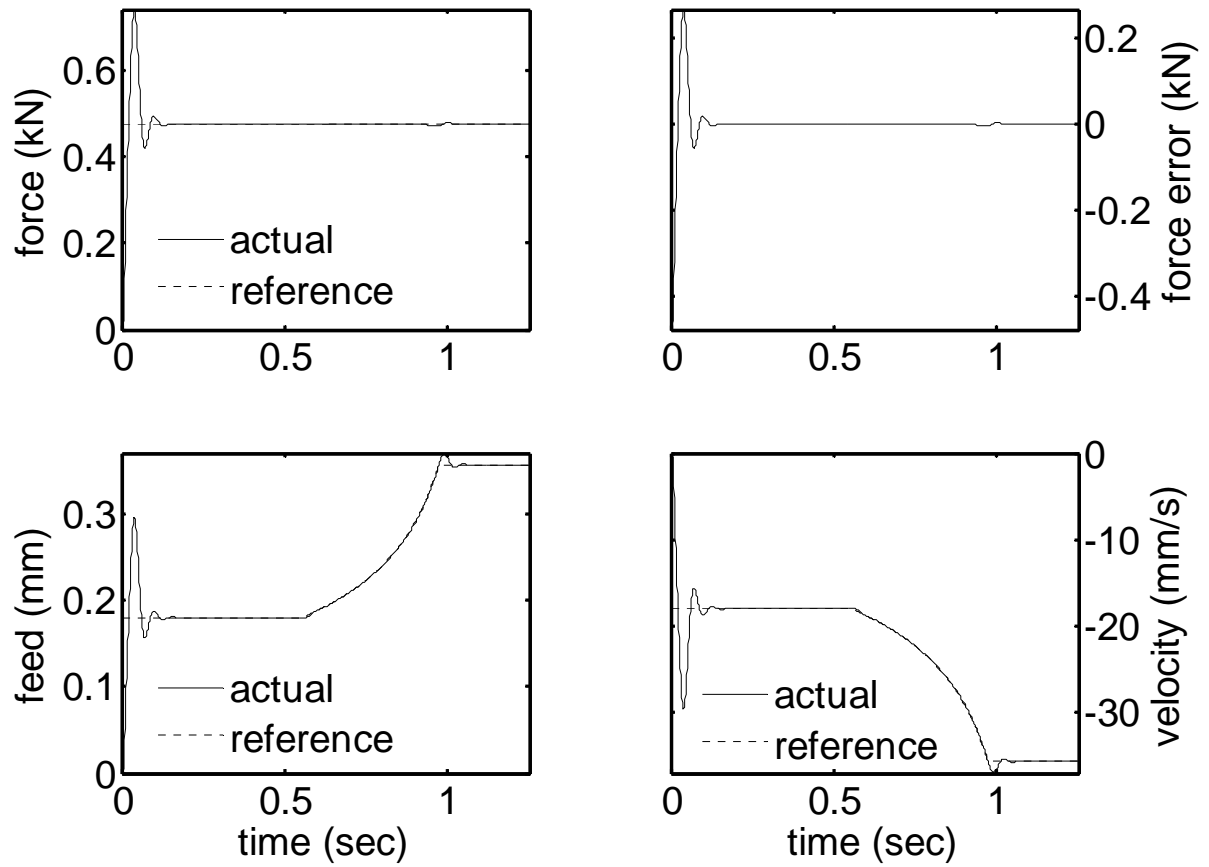 force (kN)
0.6
0.4
0.2
0
actual
reference
0
0.5
1
force error (kN)
0.2
0
-0.2
-0.4
0
0.5
1
feed (mm)
0.3
0.2
0.1
0
actual
reference
0
0.5
1
time (sec)
velocity (mm/s)
0
-10
-20
-30
actual
reference
0
0.5
1
time (sec)